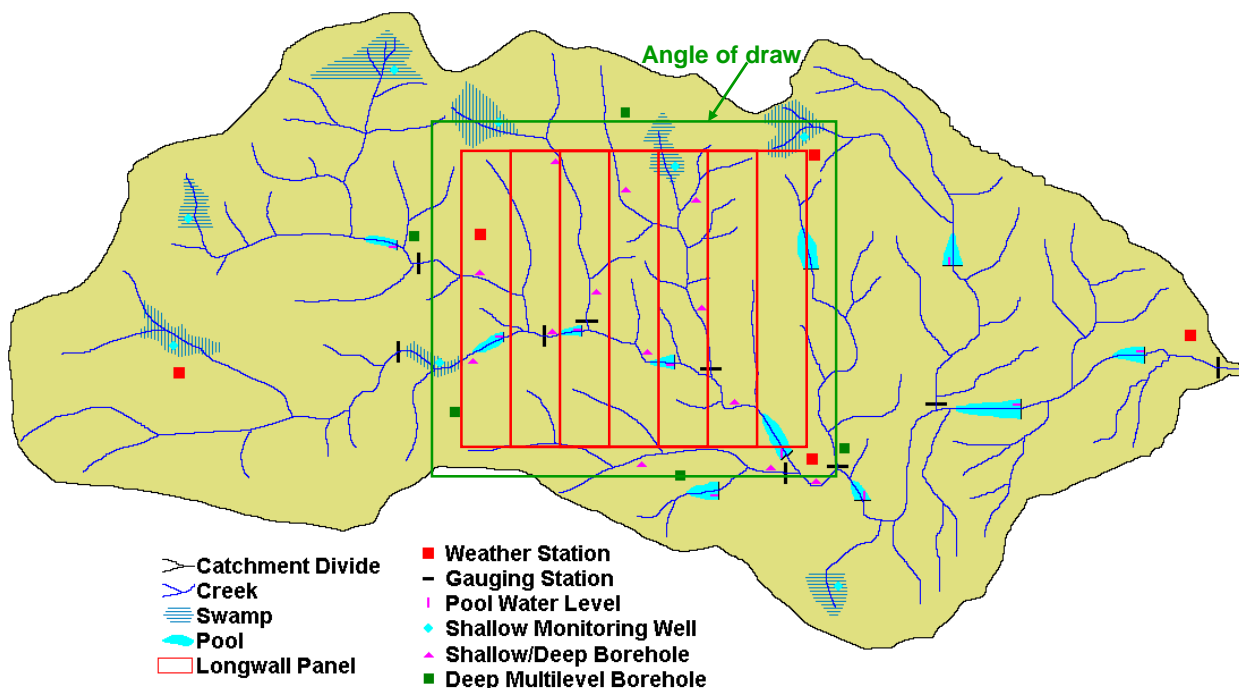 Angle of draw
Catchment Divide
Creek
Swamp
Pool
Longwall Panel
Weather Station
Gauging Station
Pool Water Level
Shallow Monitoring Well
Shallow/Deep Borehole
Deep Multilevel Borehole